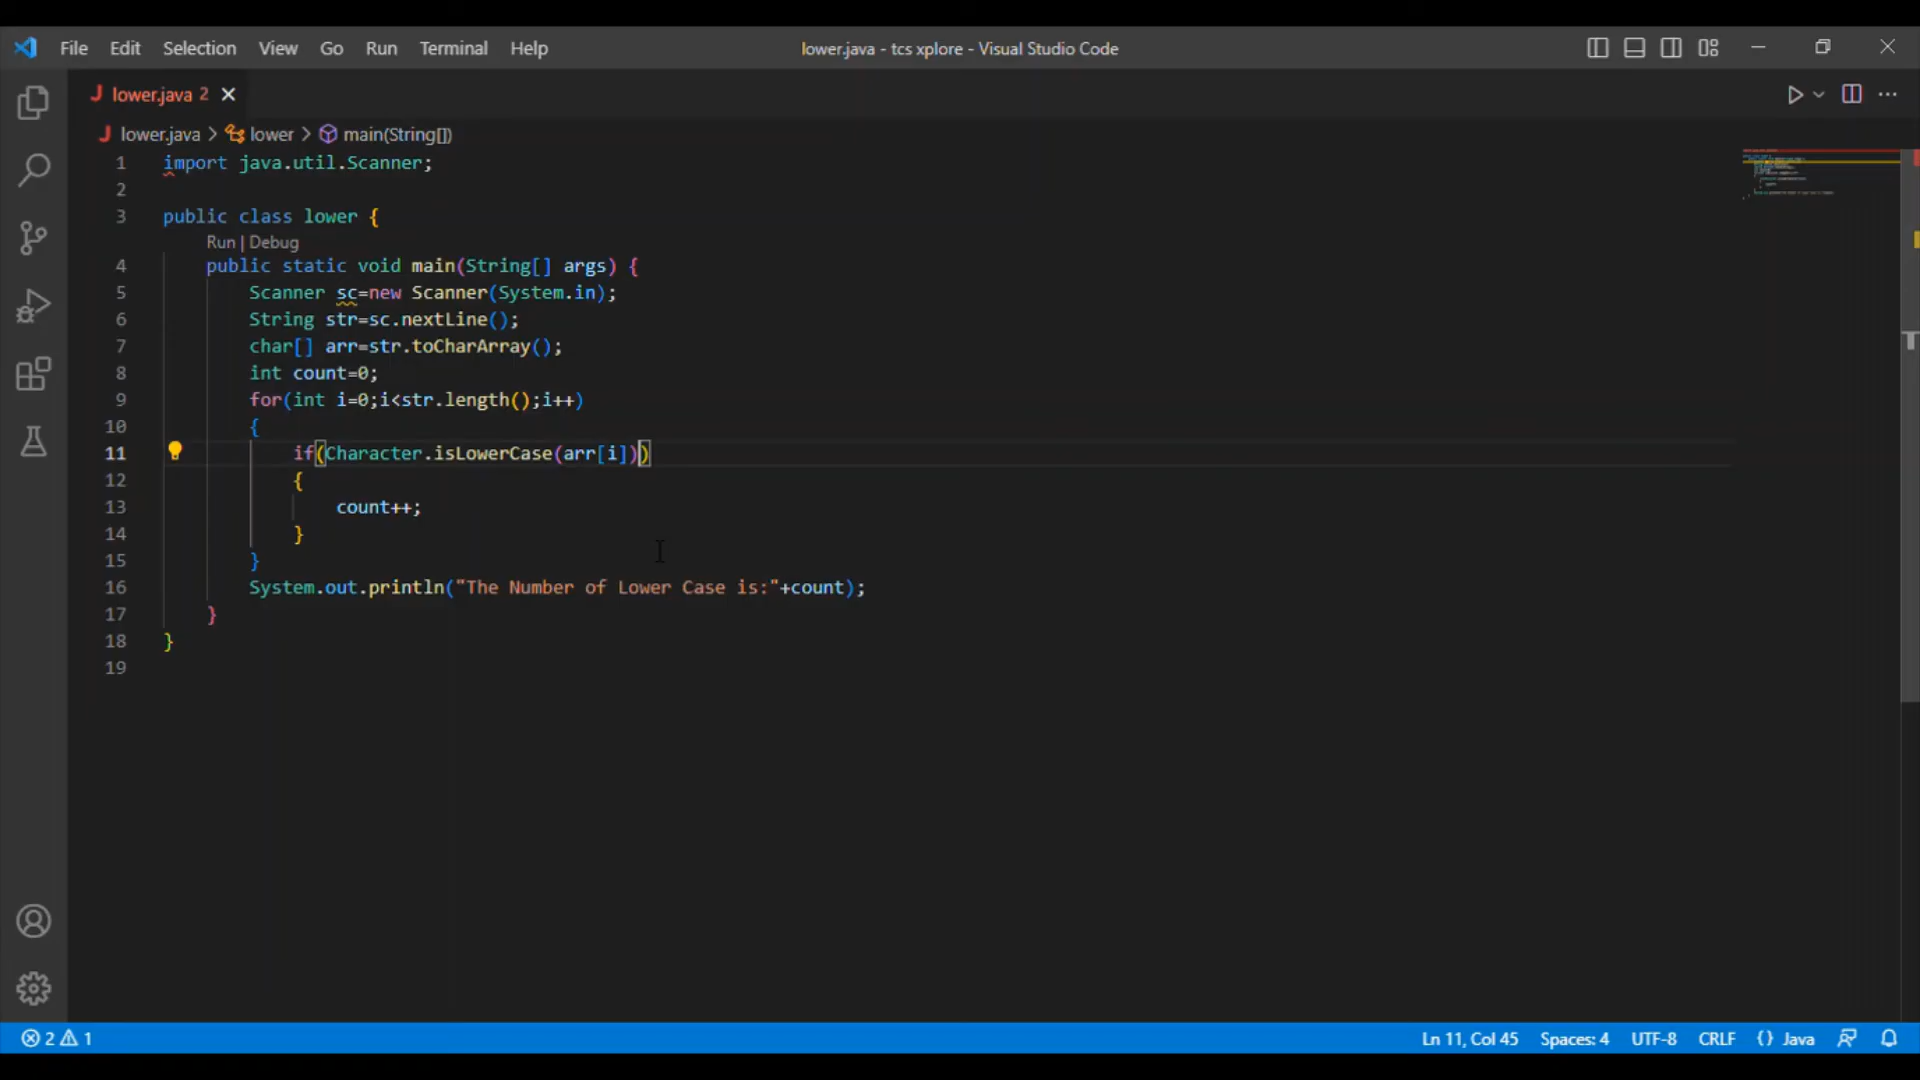 File Edit Selection View Go Run Terminal Help lower.java - tcs xplore - Visual Studio Code
lower.java 2
lower.java > lower > main(String[])
1 import java.util.Scanner;
2
3 public class lower {
Run | Debug
4 public static void main(String[] args) {
5 Scanner sc=new Scanner(System.in);
6 String str=sc.nextLine();
7 char[] arr=str.toCharArray();
8 int count=0;
9 for(int i=0;i<str.length();i++)
10 {
11 if(Character.isLowerCase(arr[i]))
12 {
13 count++;
14 }
15 }
16 System.out.println("The Number of Lower Case is:"+count);
17 }
18 }
19
2 1 Ln 11, Col 45 Spaces: 4 UTF-8 CRLF {} Java